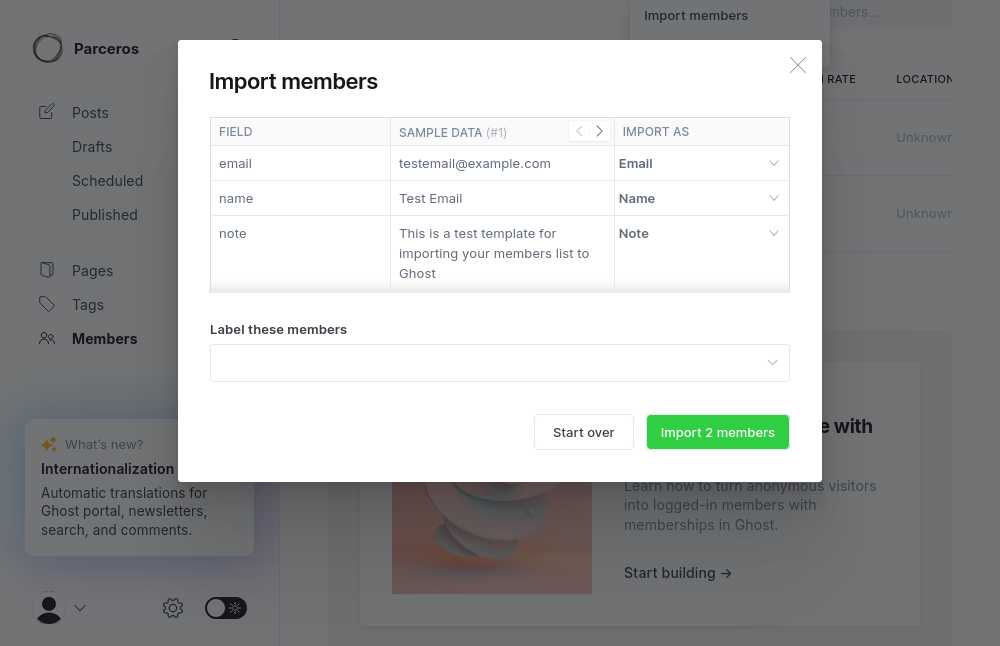 Import members
Parceros
Posts
Drafts
Scheduled
Published
Pages
Tags
Members
RATE
LOCATION
Import members
FIELD
SAMPLE DATA (#1)
IMPORT AS
email
testemail@example.com
Email
name
Test Email
Name
note
This is a test template for
importing your members list to
Ghost
Note
Label these members
Start over
Import 2 members
What's new?
Internationalization
Automatic translations for
Ghost portal, newsletters,
search, and comments.
with
Learn how to turn anonymous visitors
into logged-in members with
memberships in Ghost.
Start building →